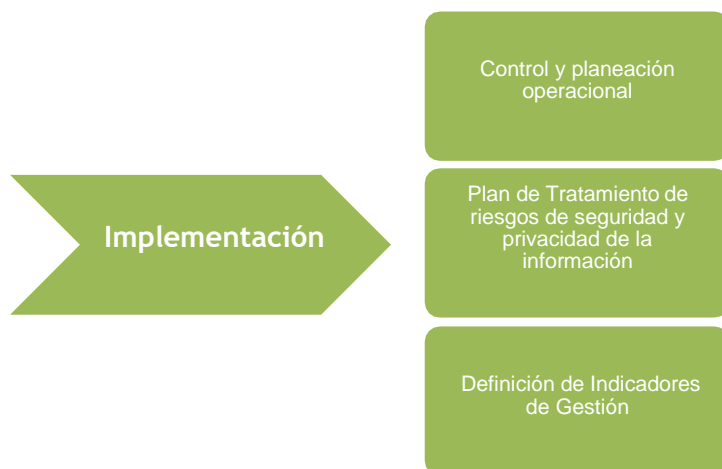 Control y planeación
operacional
Implementación
Plan de Tratamiento de
riesgos de seguridad y
privacidad de la
información
Definición de Indicadores
de Gestión